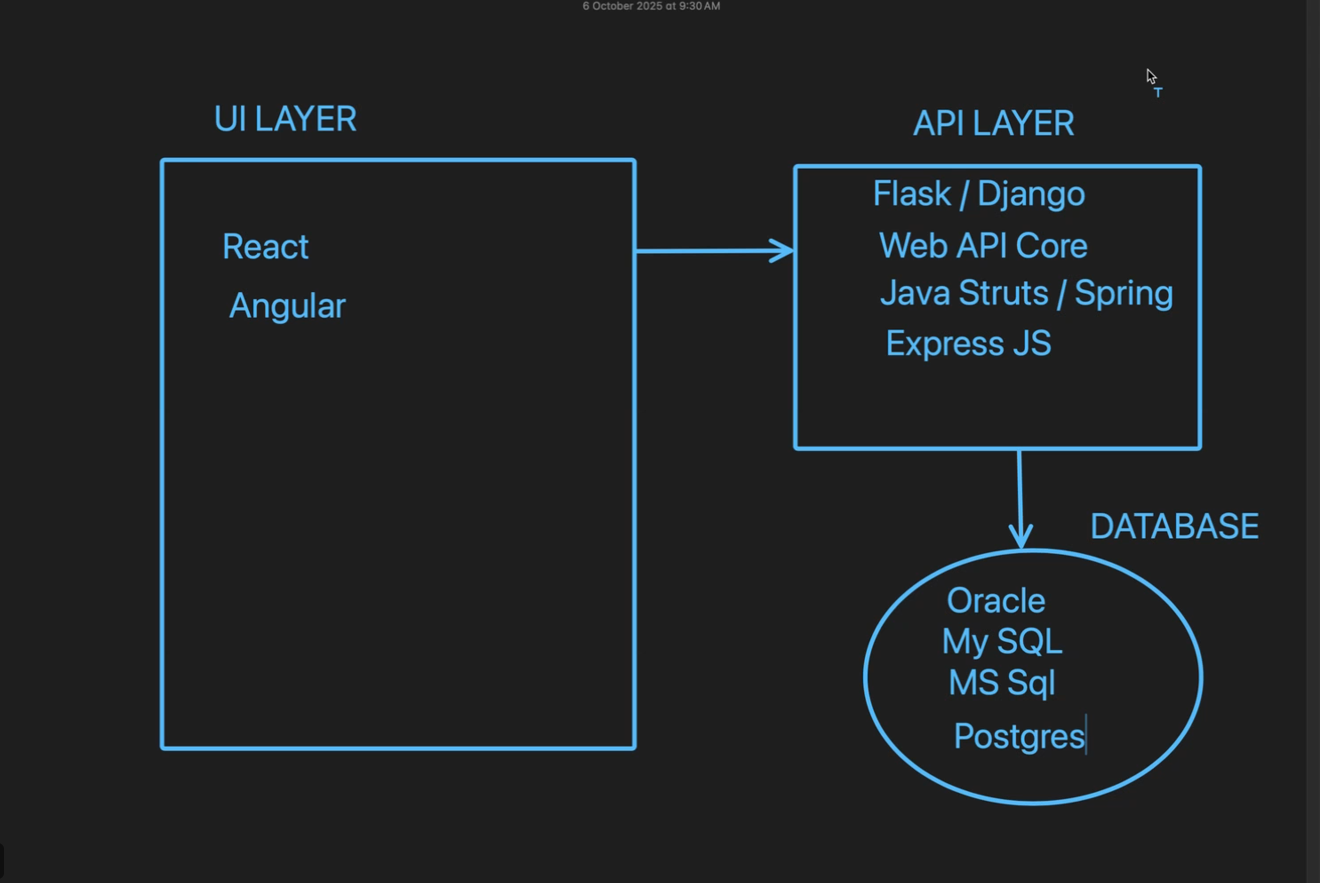 6 October 2025 at 9:30 AM
UI LAYER
React
Angular
API LAYER
Flask / Django
Web API Core
Java Struts / Spring
Express JS
DATABASE
Oracle
My SQL
MS Sql
Postgres
T